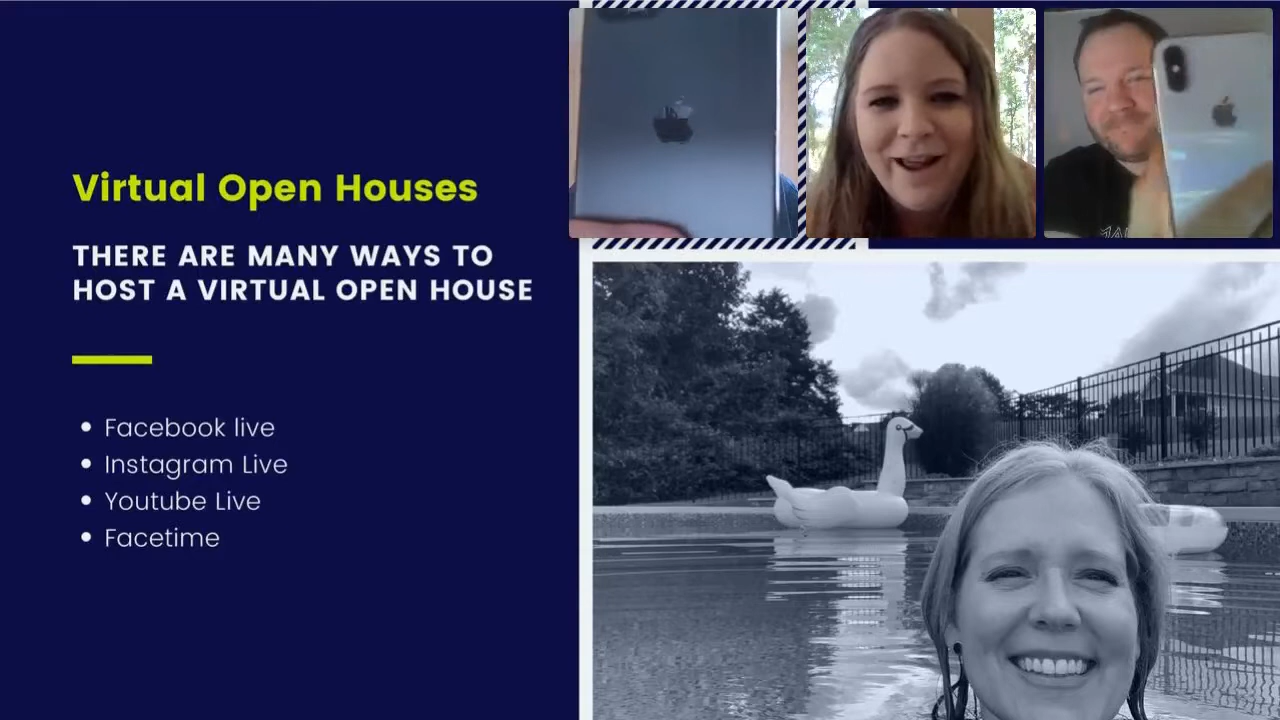 Virtual Open Houses
THERE ARE MANY WAYS TO
HOST A VIRTUAL OPEN HOUSE
Facebook live
Instagram Live
Youtube Live
Facetime